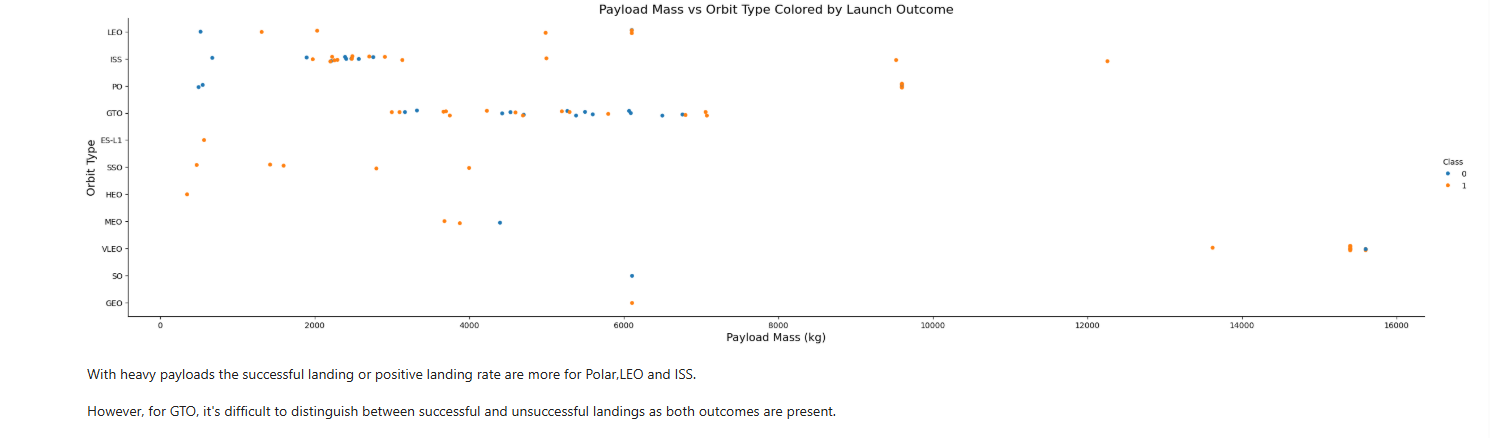 Payload Mass vs Orbit Type Colored by Launch Outcome
LEO
ISS
PO
GTO
ES-L1
SSO
HEO
MEO
VLEO
SO
GEO
Orbit Type
0 2000 4000 6000 8000 10000 12000 14000 16000
Payload Mass (kg)
Class
0
1
With heavy payloads the successful landing or positive landing rate are more for Polar,LEO and ISS.
However, for GTO, it's difficult to distinguish between successful and unsuccessful landings as both outcomes are present.